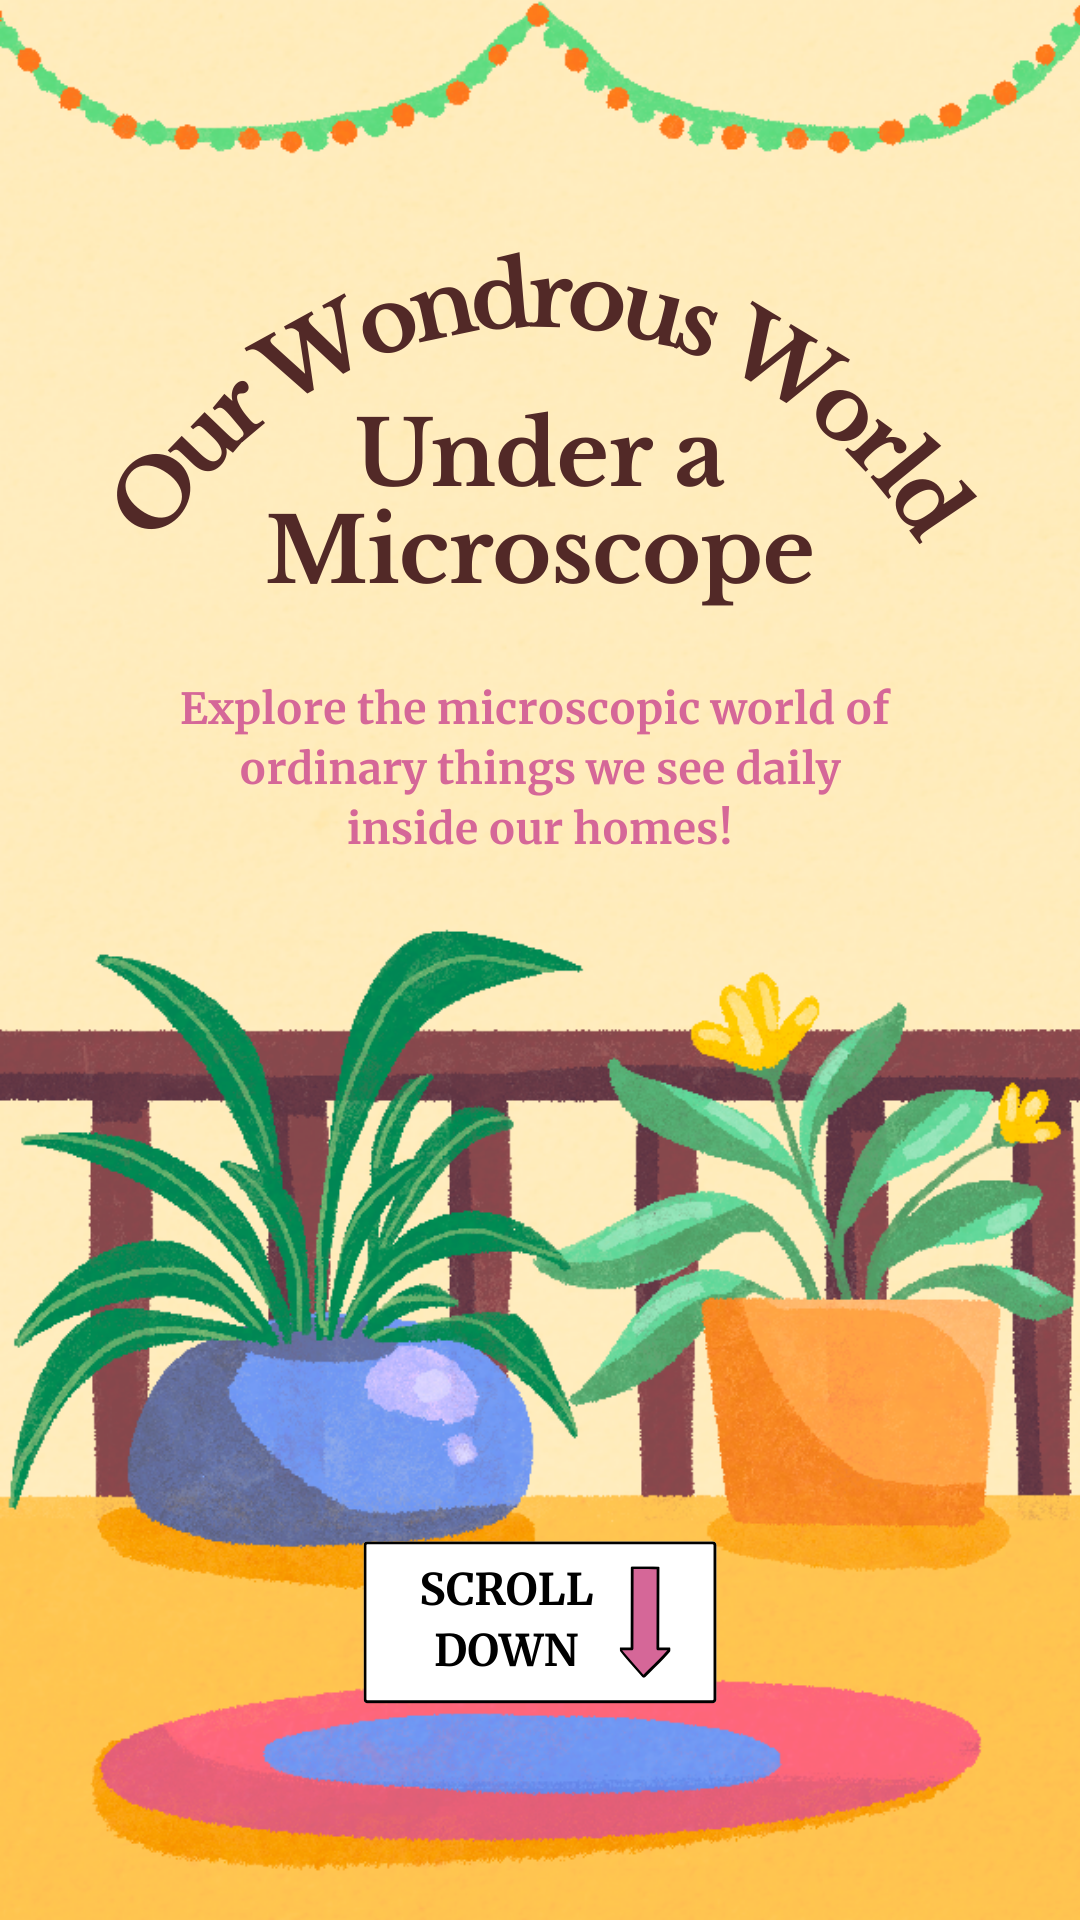 Our Wondrous World
Under a
Microscope
Explore the microscopic world of
ordinary things we see daily
inside our homes!
SCROLL
DOWN